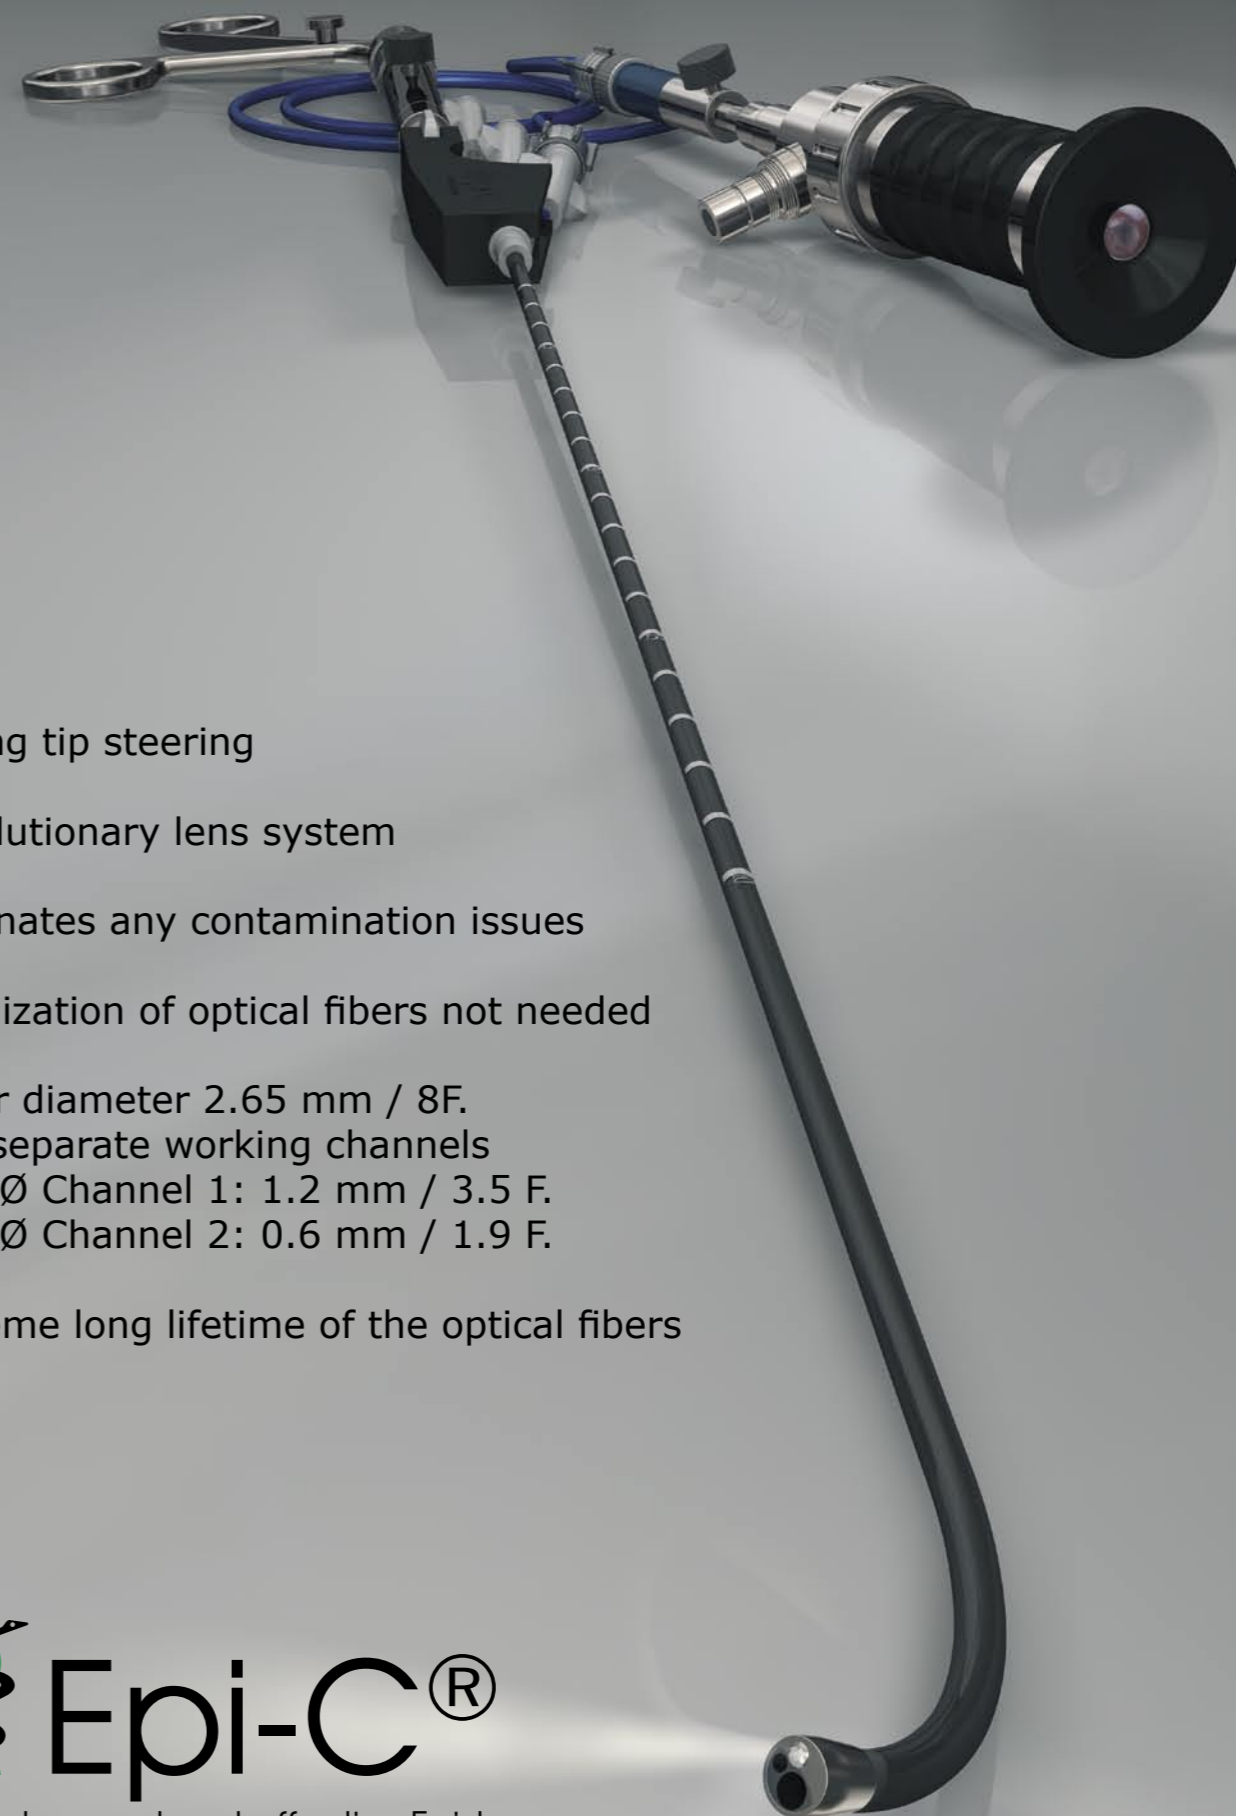 ng tip steering
lutionary lens system
nates any contamination issues
ization of optical fibers not needed
r diameter 2.65 mm / 8F.
separate working channels
Ø Channel 1: 1.2 mm / 3.5 F.
Ø Channel 2: 0.6 mm / 1.9 F.
eme long lifetime of the optical fibers
Epi-C®